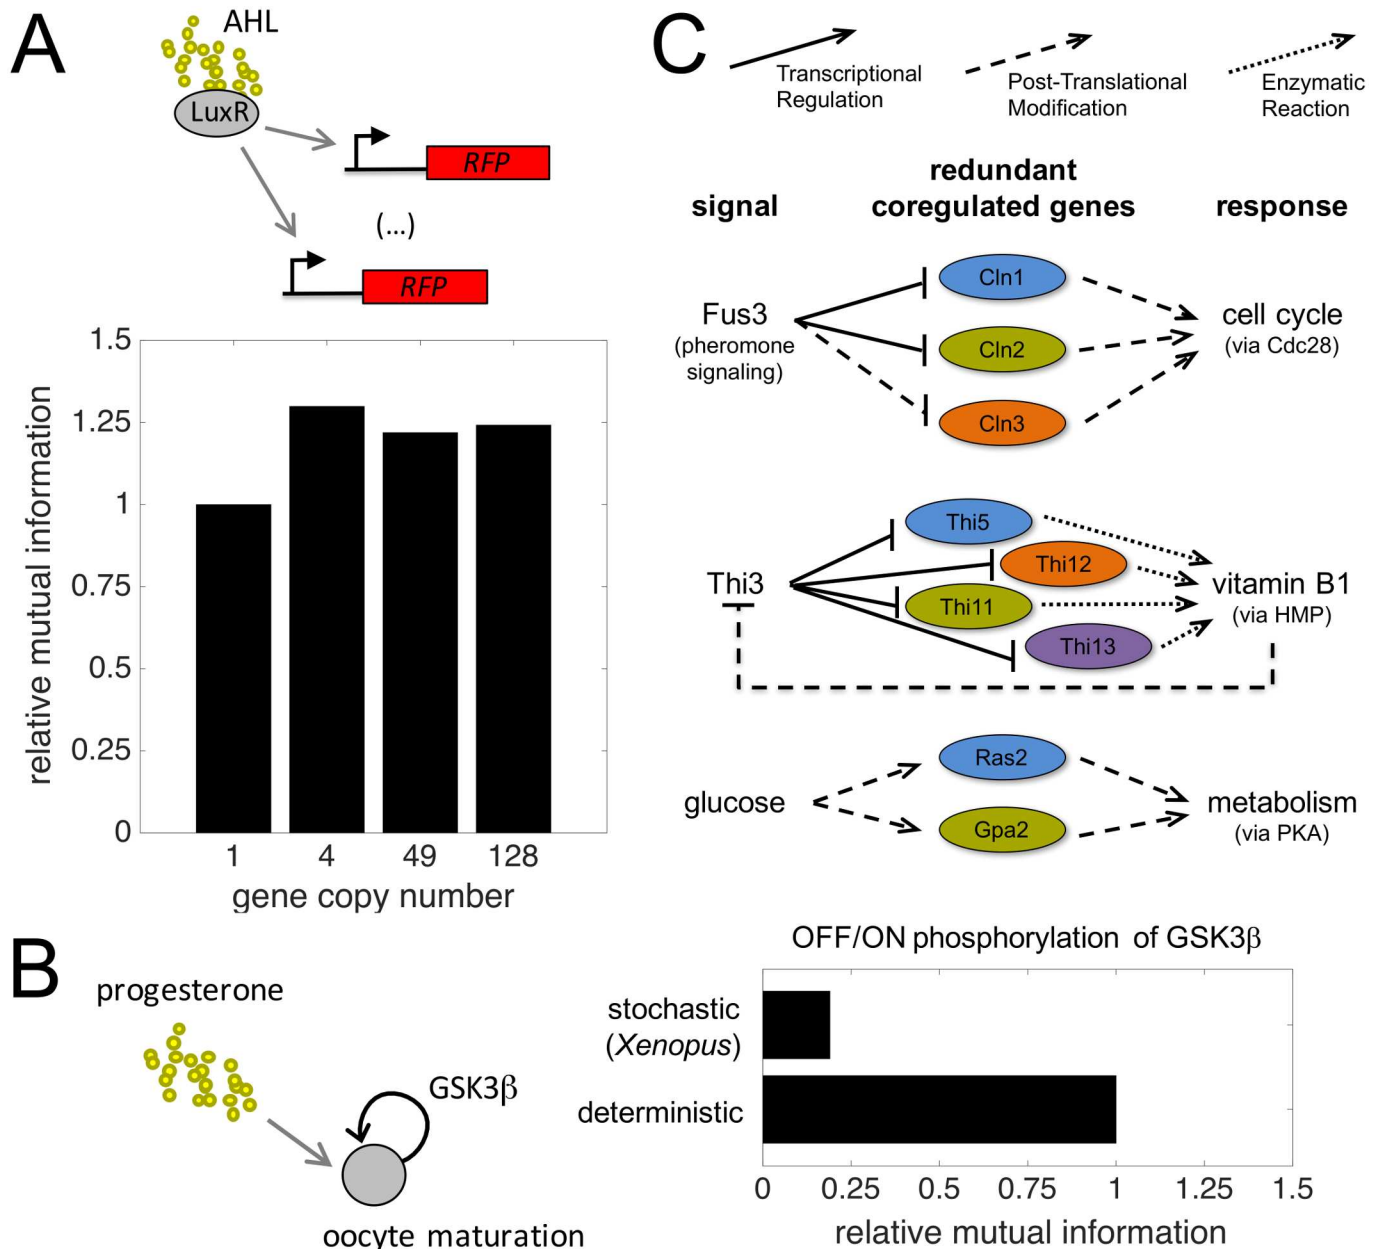 A
AHL
LuxR
RFP
(...)
RFP
1.5
1.25
1
0.75
0.5
0.25
0
relative mutual information
1 4 49 128
gene copy number
C
Transcriptional
Regulation
Post-Translational
Modification
Enzymatic
Reaction
signal
redundant
coregulated genes
response
Fus3
(pheromone
signaling)
Cln1
Cln2
Cln3
cell cycle
(via Cdc28)
Thi3
Thi5
Thi12
Thi11
Thi13
vitamin B1
(via HMP)
glucose
Ras2
Gpa2
metabolism
(via PKA)
B
progesterone
GSK3β
oocyte maturation
OFF/ON phosphorylation of GSK3β
stochastic
(Xenopus)
deterministic
0 0.25 0.5 0.75 1 1.25 1.5
relative mutual information